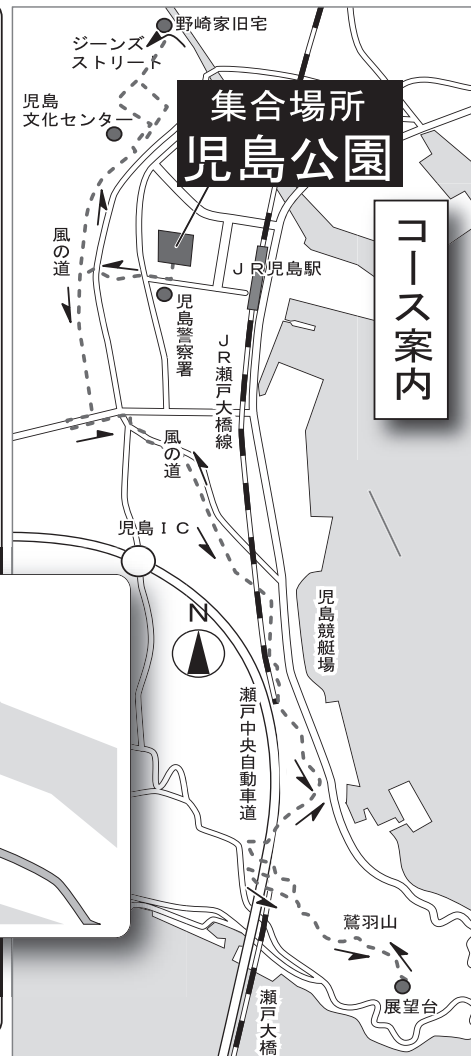 野崎家旧宅
ジーンズ
ストリート
児島
文化センター
集合場所
児島公園
コース案内
風の道
JR児島駅
児島警察署
JR瀬戸大橋線
風の道
児島IC
N
児島競艇場
瀬戸中央自動車道
鷲羽山
展望台
瀬戸大橋